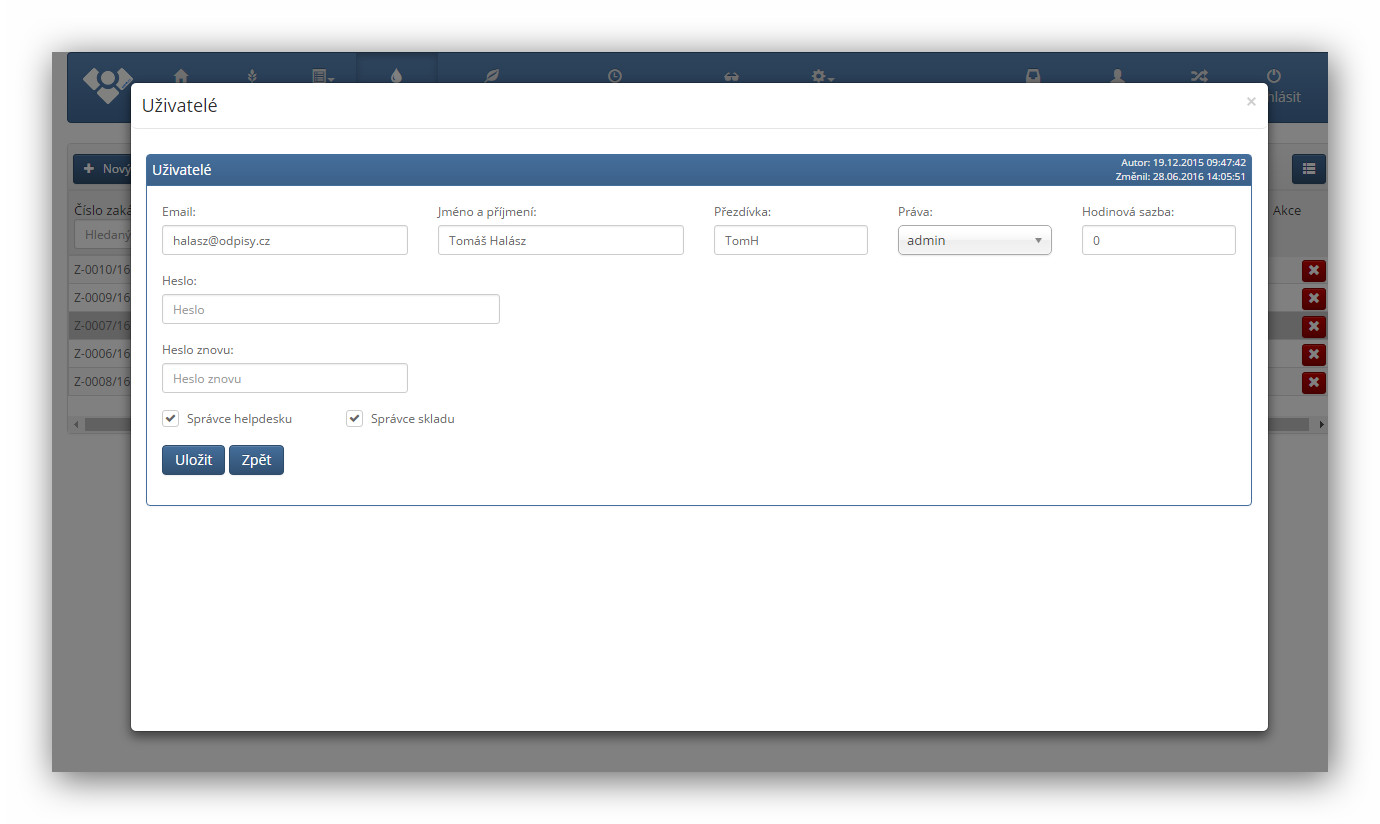 hlásit
Uživatelé
×
Nový
Uživatelé
Autor: 19.12.2015 09:47:42
Změnil: 28.06.2016 14:05:51
Číslo zaká
Hledaný
Akce
Email:
Jméno a příjmení:
Přezdívka:
Práva:
Hodinová sazba:
halasz@odpisy.cz
Tomáš Halász
TomH
admin
0
Z-0010/16
Z-0009/16
Z-0007/16
Z-0006/16
Z-0008/16
Heslo:
Heslo
Heslo znovu:
Heslo znovu
Správce helpdesku
Správce skladu
Uložit
Zpět